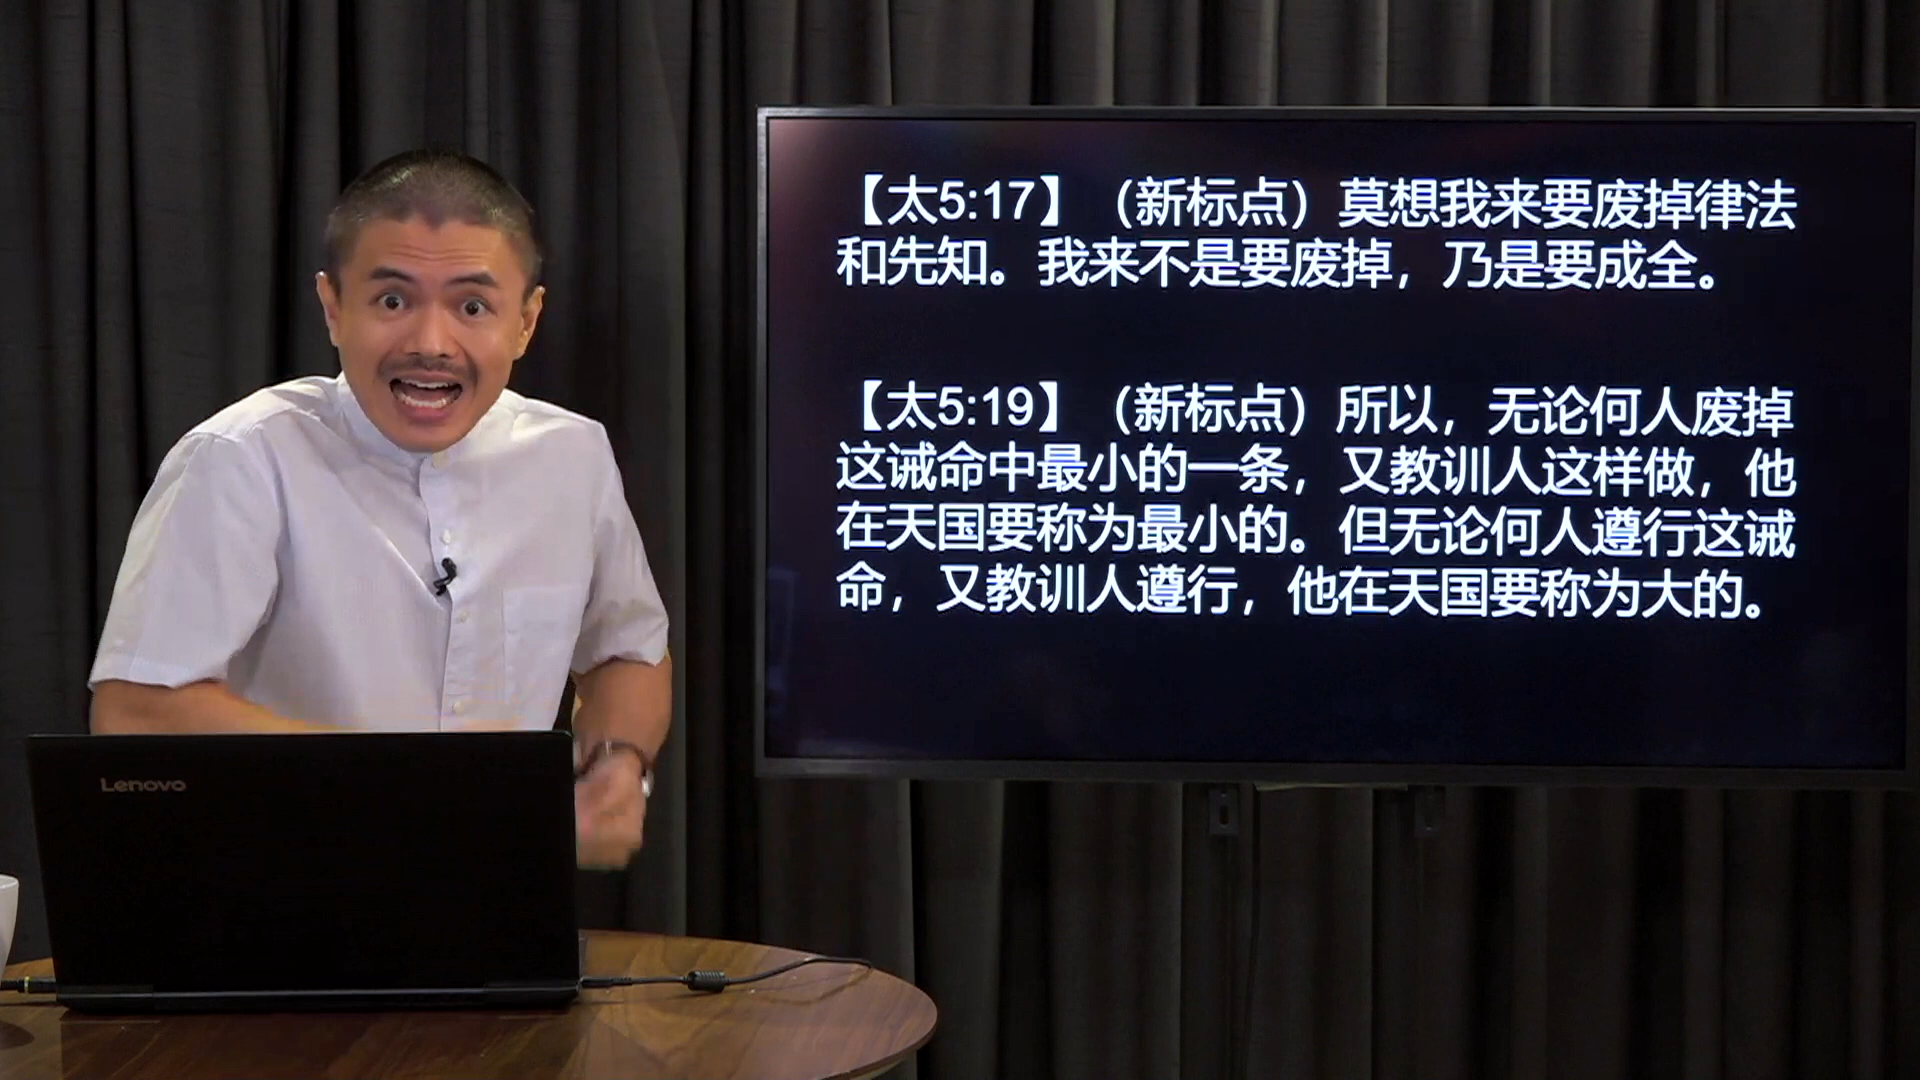 【太5:17】（新标点）莫想我来要废掉律法
和先知。我来不是要废掉，乃是要成全。
【太5:19】（新标点）所以，无论何人废掉
这诫命中最小的一条，又教训人这样做，他
在天国要称为最小的。但无论何人遵行这诫
命，又教训人遵行，他在天国要称为大的。
Lenovo